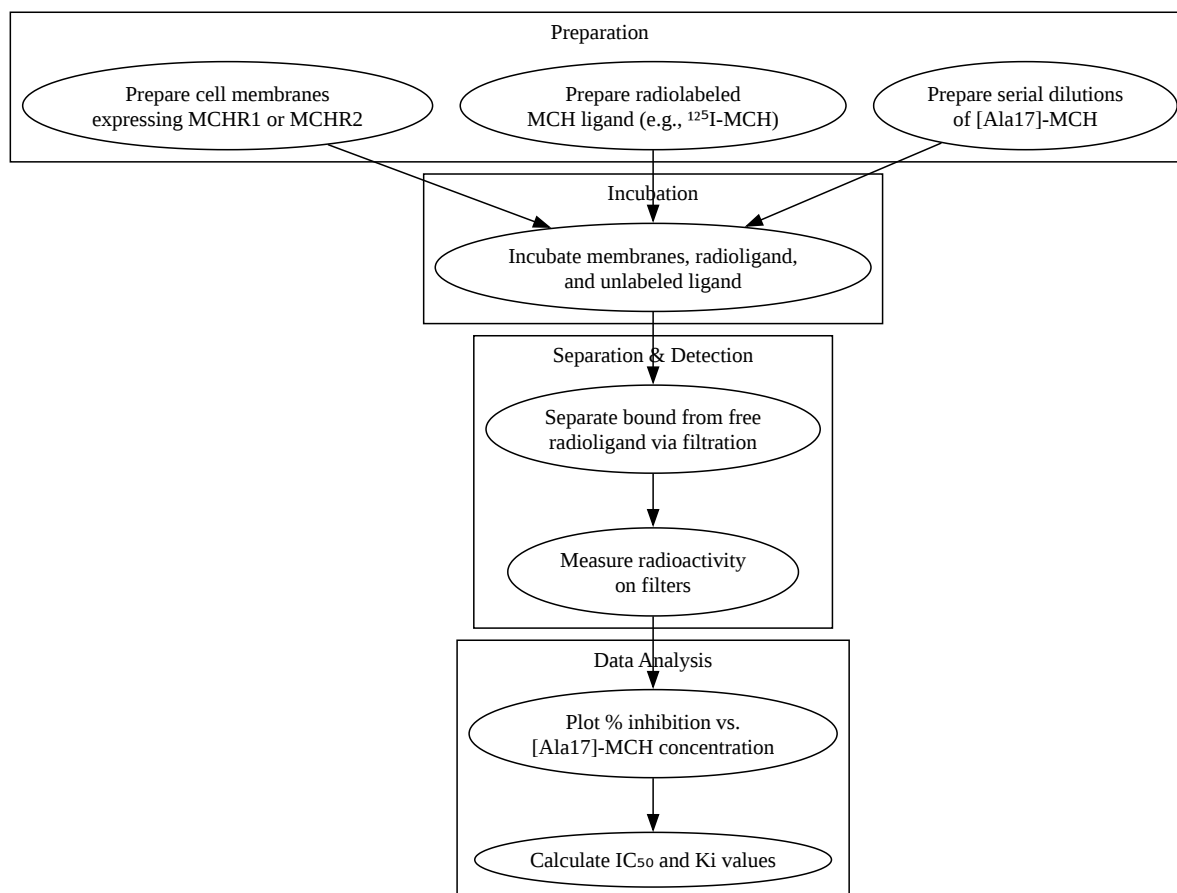 Preparation
Prepare cell membranes
expressing MCHR1 or MCHR2
Prepare radiolabeled
MCH ligand (e.g., ¹²⁵I-MCH)
Prepare serial dilutions
of [Ala17]-MCH
Incubation
Incubate membranes, radioligand,
and unlabeled ligand
Separation & Detection
Separate bound from free
radioligand via filtration
Measure radioactivity
on filters
Data Analysis
Plot % inhibition vs.
[Ala17]-MCH concentration
Calculate IC₅₀ and Ki values